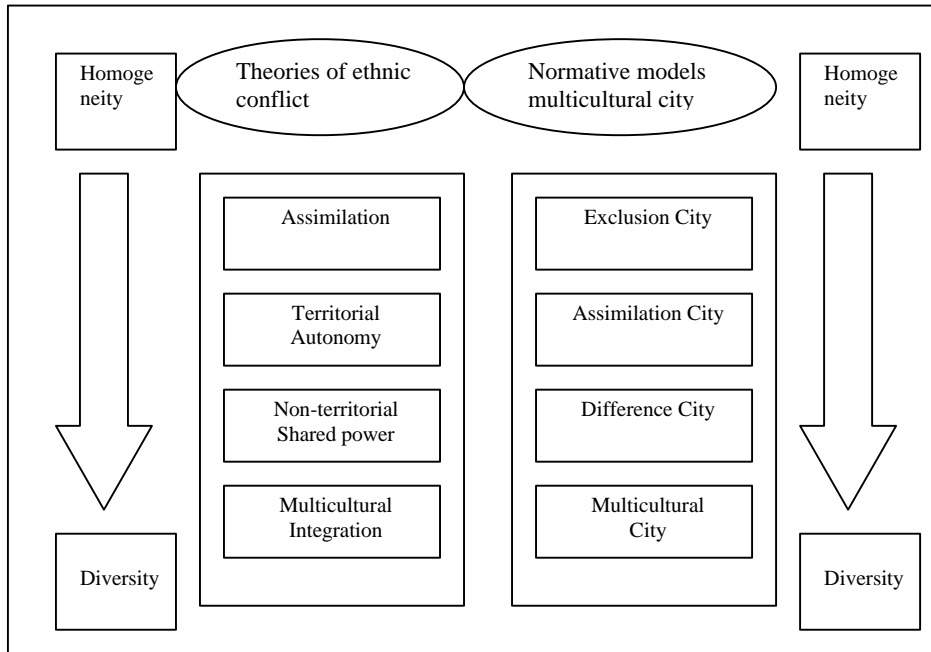 Homoge
neity
Theories of ethnic
conflict
Normative models
multicultural city
Homoge
neity
Assimilation
Exclusion City
Territorial
Autonomy
Assimilation City
Non-territorial
Shared power
Difference City
Multicultural
Integration
Multicultural
City
Diversity
Diversity